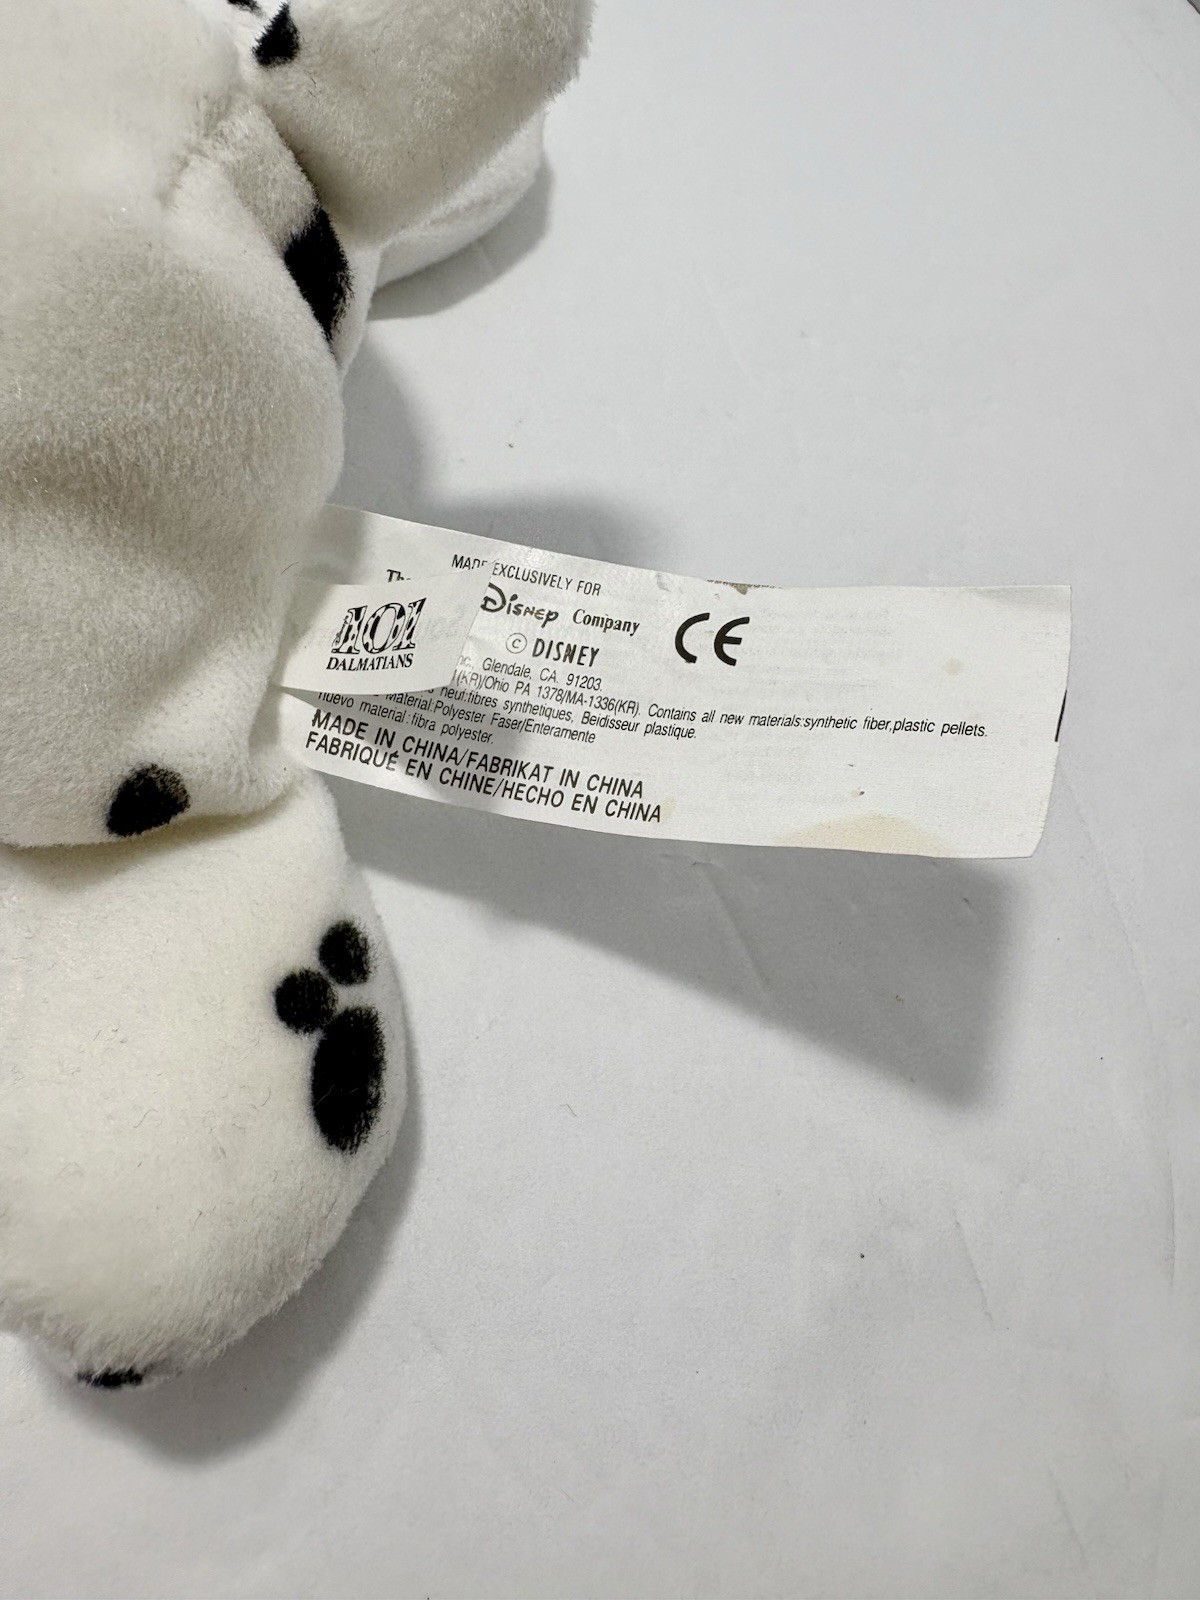 MADE EXCLUSIVELY FOR
The
Disney Company
© DISNEY
CE
101
DALMATIANS
Glendale, CA. 91203.
(KR)/Ohio PA 1378/MA-1336(KR). Contains all new materials:synthetic fiber,plastic pellets.
neuf:fibres synthetiques, Beidisseur plastique.
Material:Polyester Faser/Enteramente
nuevo material:fibra polyester.
MADE IN CHINA/FABRIKAT IN CHINA
FABRIQUÉ EN CHINE/HECHO EN CHINA